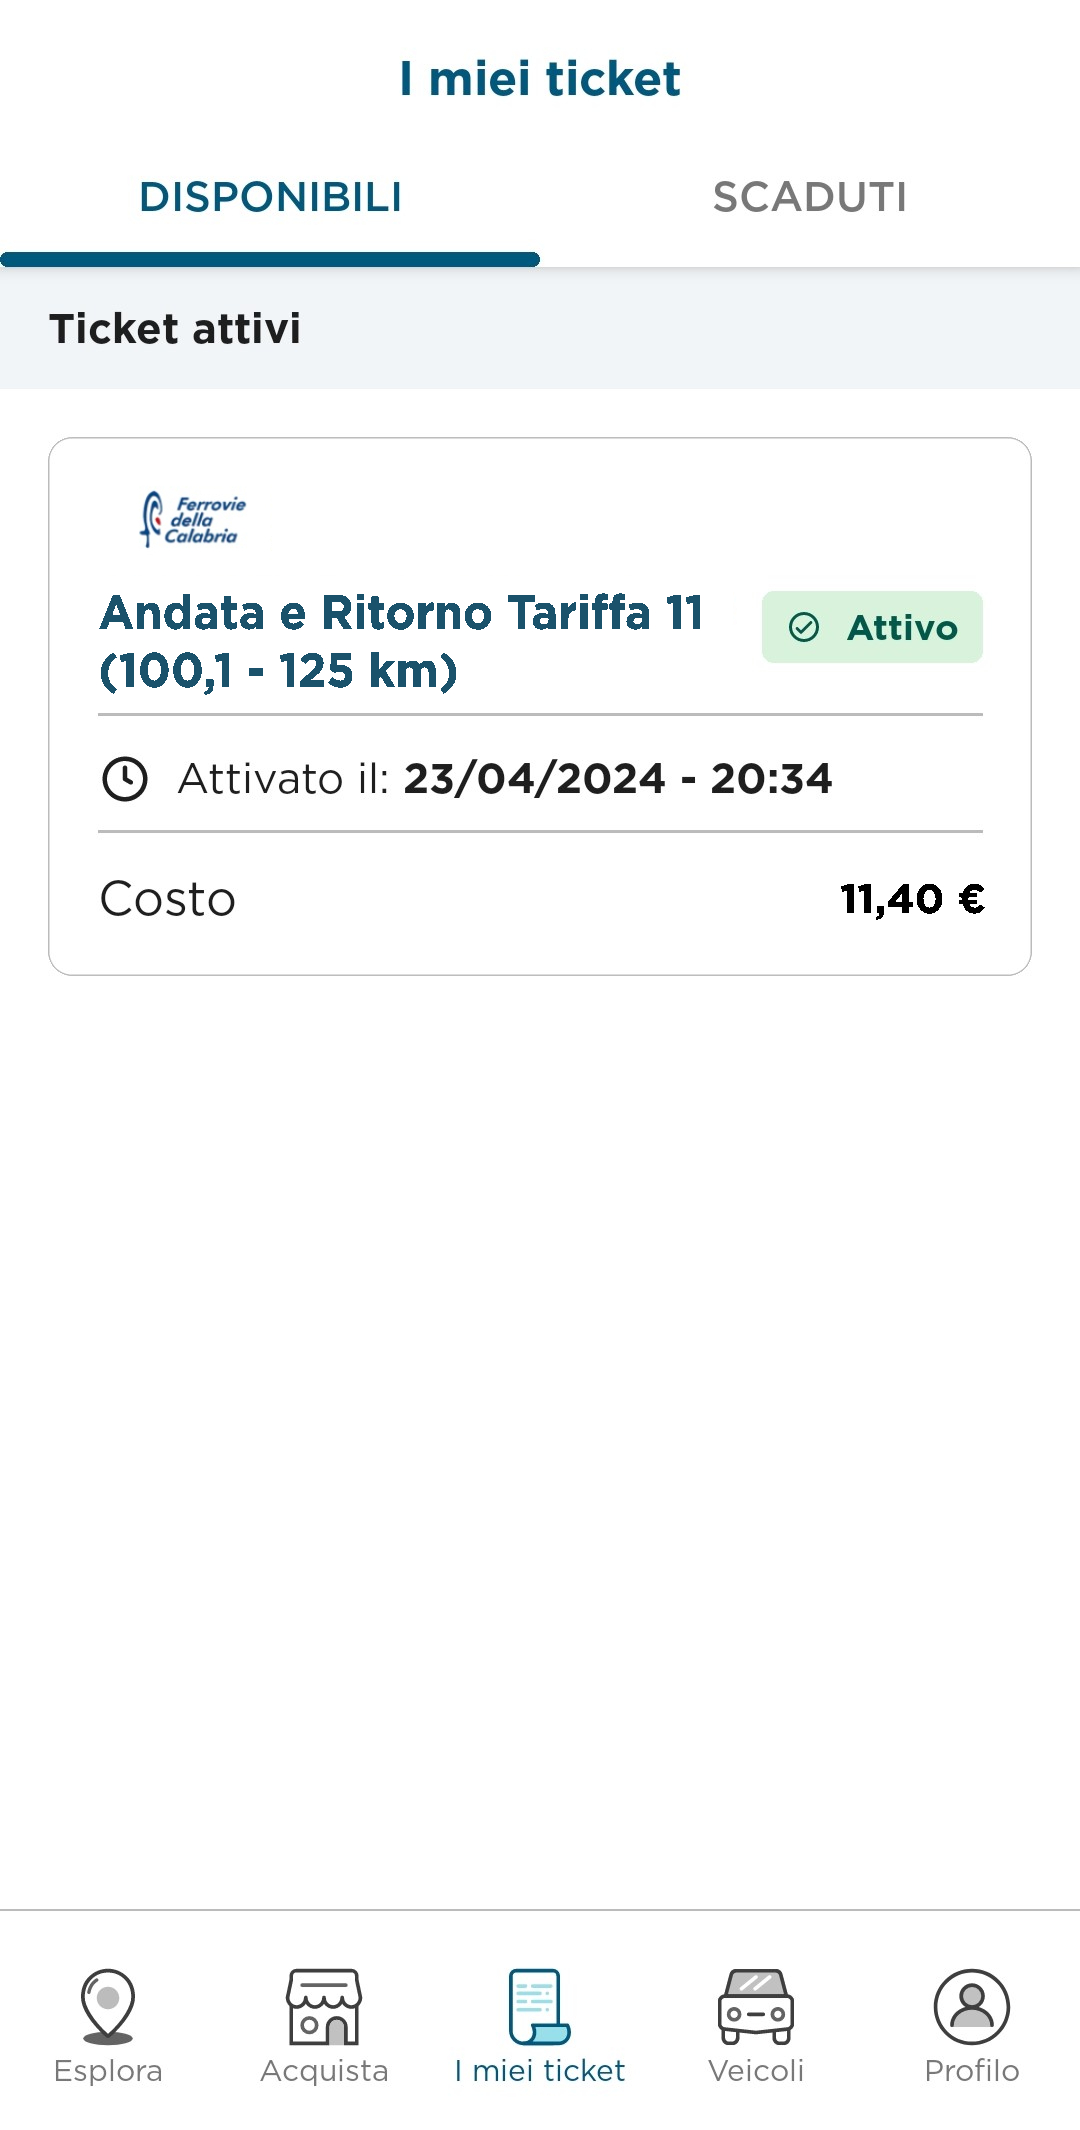 I miei ticket
DISPONIBILI
SCADUTI
Ticket attivi
Ferrovie
della
Calabria
Andata e Ritorno Tariffa 11
(100,1 - 125 km)
Attivo
Attivato il: 23/04/2024 - 20:34
Costo
11,40 €
Esplora
Acquista
I miei ticket
Veicoli
Profilo